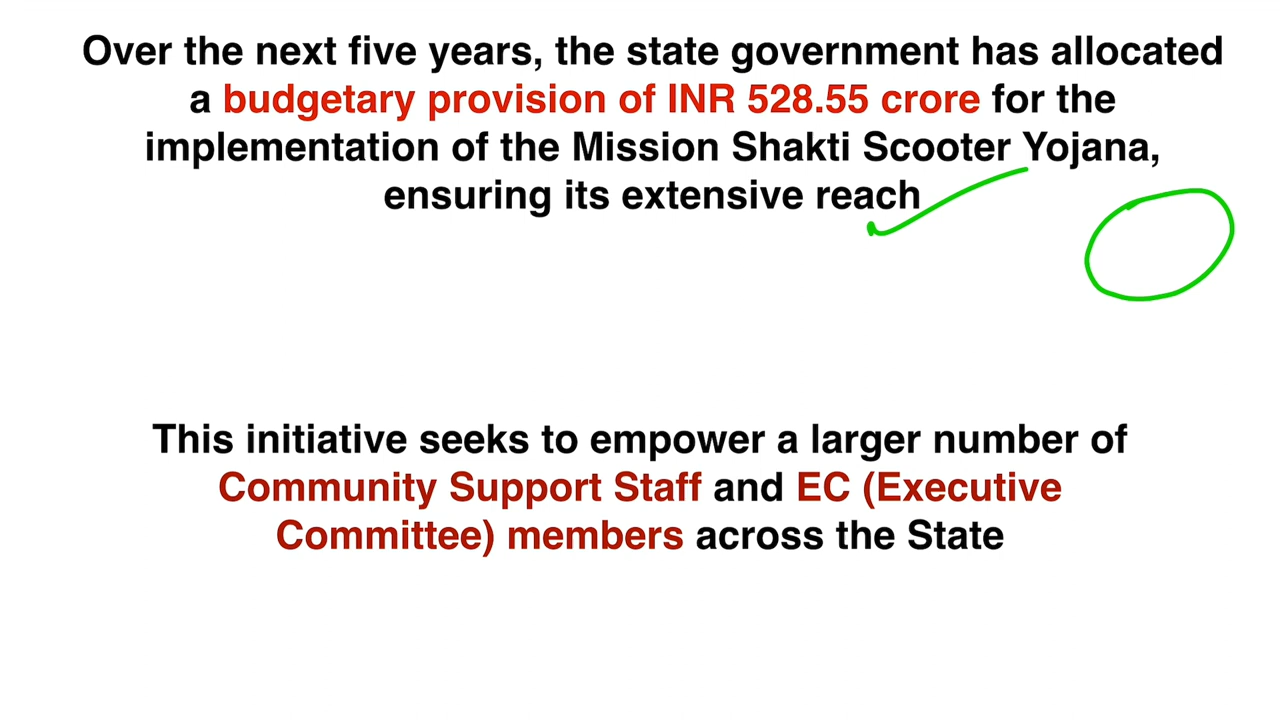 Over the next five years, the state government has allocated
a budgetary provision of INR 528.55 crore for the
implementation of the Mission Shakti Scooter Yojana,
ensuring its extensive reach
This initiative seeks to empower a larger number of
Community Support Staff and EC (Executive
Committee) members across the State